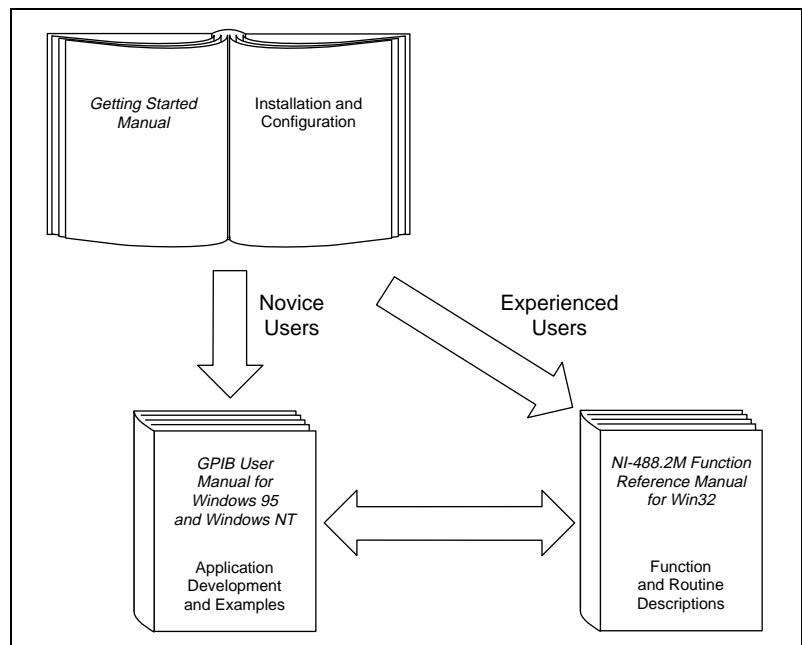 Getting Started
Manual
Installation and
Configuration
Novice
Users
Experienced
Users
GPIB User
Manual for
Windows 95
and Windows NT
Application
Development
and Examples
NI-488.2M Function
Reference Manual
for Win32
Function
and Routine
Descriptions